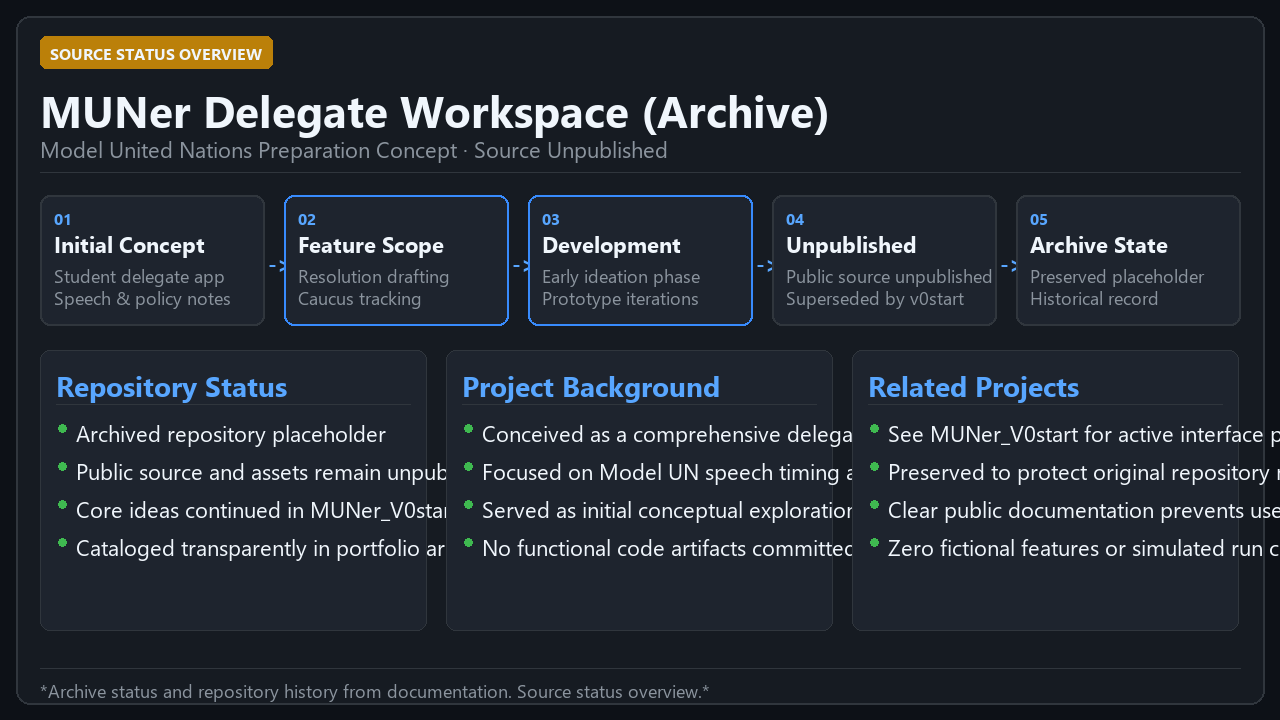 SOURCE STATUS OVERVIEW
MUNer Delegate Workspace (Archive)
Model United Nations Preparation Concept · Source Unpublished
01
Initial Concept
Student delegate app
Speech & policy notes
->
02
Feature Scope
Resolution drafting
Caucus tracking
->
03
Development
Early ideation phase
Prototype iterations
->
04
Unpublished
Public source unpublished
Superseded by v0start
->
05
Archive State
Preserved placeholder
Historical record
Repository Status
Archived repository placeholder
Public source and assets remain unpub
Core ideas continued in MUNer_V0star
Cataloged transparently in portfolio ar
Project Background
Conceived as a comprehensive delega
Focused on Model UN speech timing a
Served as initial conceptual exploration
No functional code artifacts committed
Related Projects
See MUNer_V0start for active interface p
Preserved to protect original repository
Clear public documentation prevents use
Zero fictional features or simulated run c
*Archive status and repository history from documentation. Source status overview.*